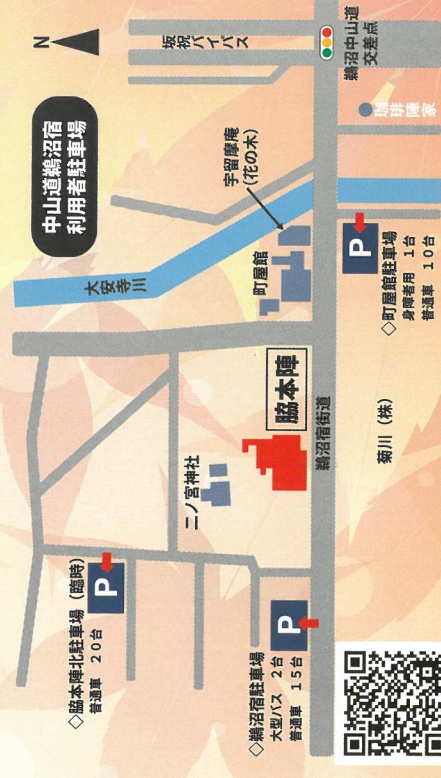 中山道鵜沼宿
利用者駐車場
N
坂祝バイパス
鵜沼中山道
交差点
珈琲 陣家
宇留摩庵
(花の木)
大安寺川
町屋館
P
◇町屋館駐車場
身障者用 1台
普通車 10台
脇本陣
鵜沼宿街道
菊川(株)
二ノ宮神社
◇脇本陣北駐車場(臨時)
普通車 20台
P
◇鵜沼宿駐車場
大型バス 2台
普通車 15台
P